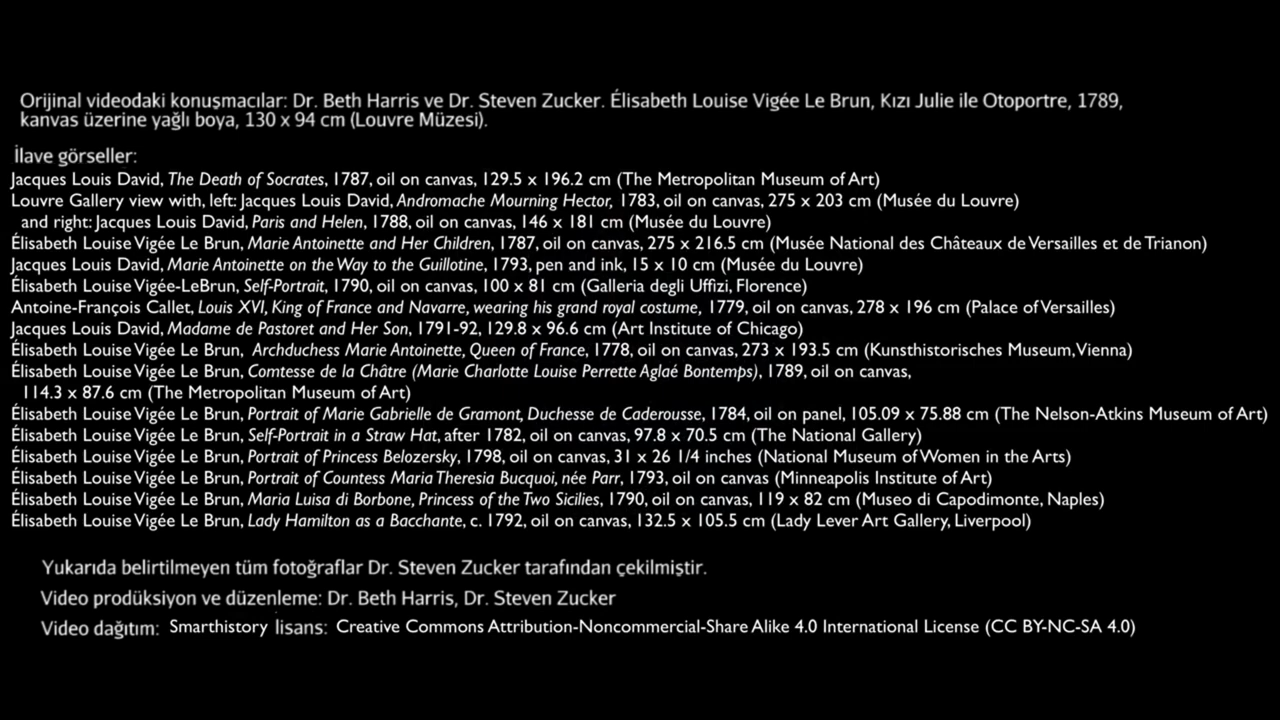 Orijinal videodaki konuşmacılar: Dr. Beth Harris ve Dr. Steven Zucker. Élisabeth Louise Vigée Le Brun, Kızı Julie ile Otoportre, 1789,
kanvas üzerine yağlı boya, 130 x 94 cm (Louvre Müzesi).
İlave görseller:
Jacques Louis David, The Death of Socrates, 1787, oil on canvas, 129.5 x 196.2 cm (The Metropolitan Museum of Art)
Louvre Gallery view with, left: Jacques Louis David, Andromache Mourning Hector, 1783, oil on canvas, 275 x 203 cm (Musée du Louvre)
and right: Jacques Louis David, Paris and Helen, 1788, oil on canvas, 146 x 181 cm (Musée du Louvre)
Élisabeth Louise Vigée Le Brun, Marie Antoinette and Her Children, 1787, oil on canvas, 275 x 216.5 cm (Musée National des Châteaux de Versailles et de Trianon)
Jacques Louis David, Marie Antoinette on the Way to the Guillotine, 1793, pen and ink, 15 x 10 cm (Musée du Louvre)
Élisabeth Louise Vigée-LeBrun, Self-Portrait, 1790, oil on canvas, 100 x 81 cm (Galleria degli Uffizi, Florence)
Antoine-François Callet, Louis XVI, King of France and Navarre, wearing his grand royal costume, 1779, oil on canvas, 278 x 196 cm (Palace of Versailles)
Jacques Louis David, Madame de Pastoret and Her Son, 1791-92, 129.8 x 96.6 cm (Art Institute of Chicago)
Élisabeth Louise Vigée Le Brun, Archduchess Marie Antoinette, Queen of France, 1778, oil on canvas, 273 x 193.5 cm (Kunsthistorisches Museum, Vienna)
Élisabeth Louise Vigée Le Brun, Comtesse de la Châtre (Marie Charlotte Louise Perrette Aglaé Bontemps), 1789, oil on canvas,
114.3 x 87.6 cm (The Metropolitan Museum of Art)
Élisabeth Louise Vigée Le Brun, Portrait of Marie Gabrielle de Gramont, Duchesse de Caderousse, 1784, oil on panel, 105.09 x 75.88 cm (The Nelson-Atkins Museum of Art)
Élisabeth Louise Vigée Le Brun, Self-Portrait in a Straw Hat, after 1782, oil on canvas, 97.8 x 70.5 cm (The National Gallery)
Élisabeth Louise Vigée Le Brun, Portrait of Princess Belozersky, 1798, oil on canvas, 31 x 26 1/4 inches (National Museum of Women in the Arts)
Élisabeth Louise Vigée Le Brun, Portrait of Countess Maria Theresia Bucquoi, née Parr, 1793, oil on canvas (Minneapolis Institute of Art)
Élisabeth Louise Vigée Le Brun, Maria Luisa di Borbone, Princess of the Two Sicilies, 1790, oil on canvas, 119 x 82 cm (Museo di Capodimonte, Naples)
Élisabeth Louise Vigée Le Brun, Lady Hamilton as a Bacchante, c. 1792, oil on canvas, 132.5 x 105.5 cm (Lady Lever Art Gallery, Liverpool)
Yukarıda belirtilmeyen tüm fotoğraflar Dr. Steven Zucker tarafından çekilmiştir.
Video prodüksiyon ve düzenleme: Dr. Beth Harris, Dr. Steven Zucker
Video dağıtım: Smarthistory lisans: Creative Commons Attribution-Noncommercial-Share Alike 4.0 International License (CC BY-NC-SA 4.0)